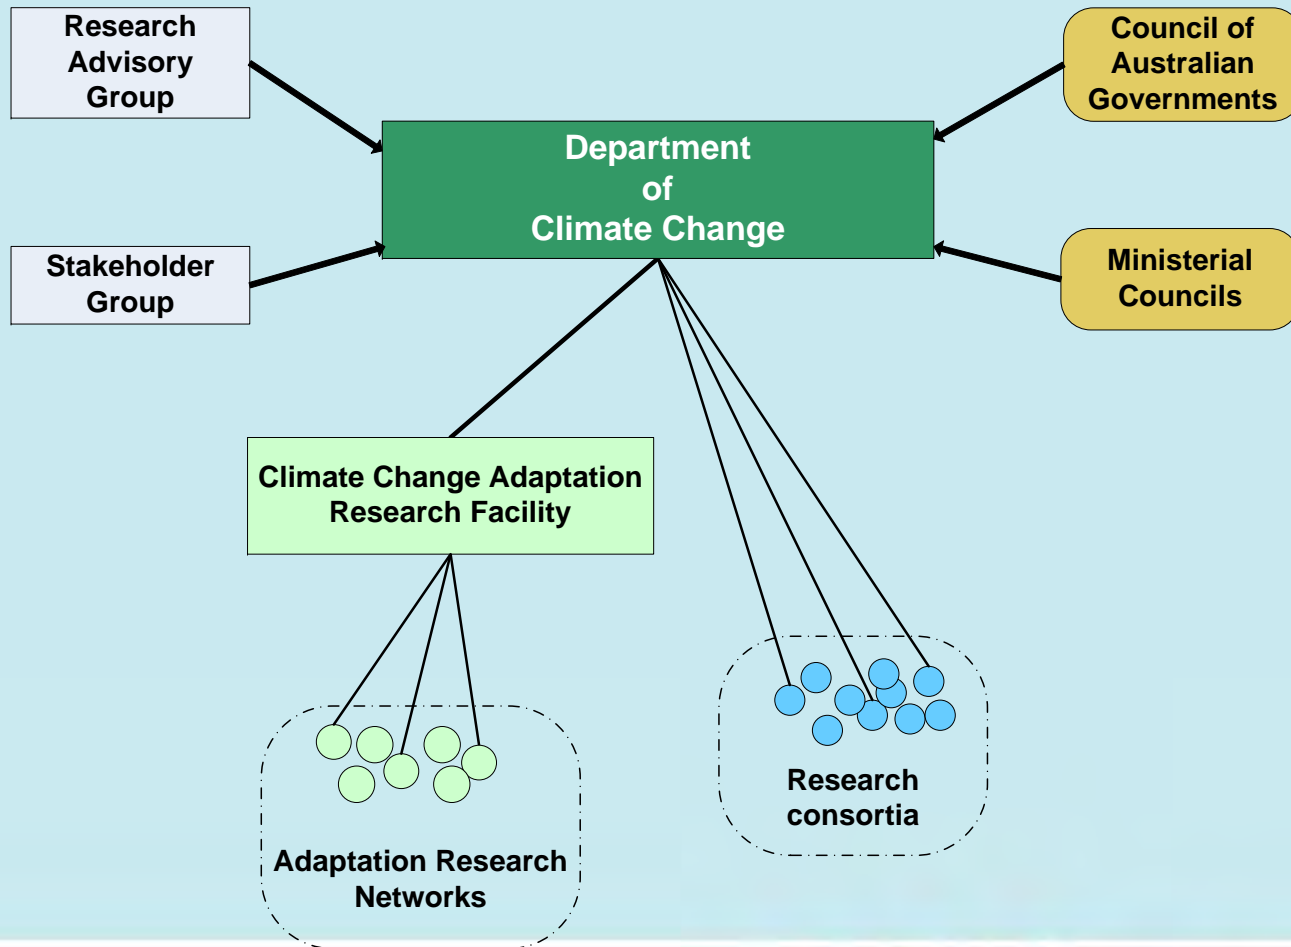 Research
Advisory
Group
Council of
Australian
Governments
Department
of
Climate Change
Stakeholder
Group
Ministerial
Councils
Climate Change Adaptation
Research Facility
Research
consortia
Adaptation Research
Networks